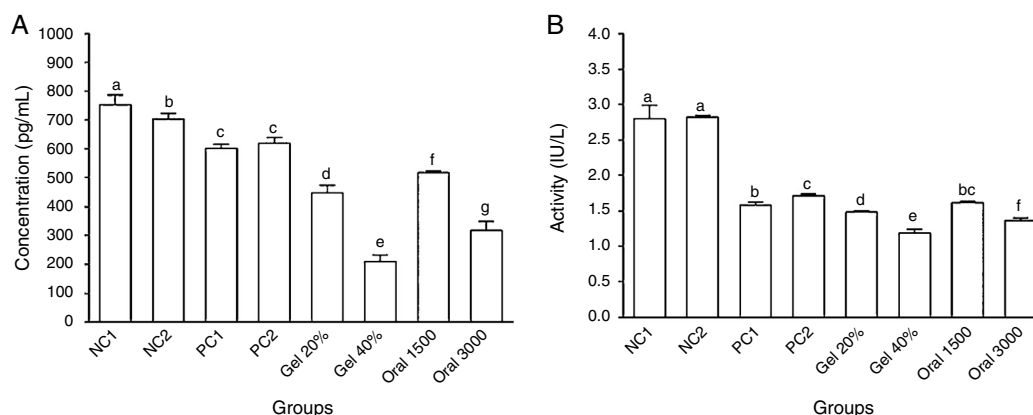 A
Concentration (pg/mL)
1000
900
800
700
600
500
400
300
200
100
0
a
b
c
c
d
e
f
g
NC1
NC2
PC1
PC2
Gel 20%
Gel 40%
Oral 1500
Oral 3000
Groups
B
Activity (IU/L)
4.0
3.5
3.0
2.5
2.0
1.5
1.0
0.5
0.0
a
a
b
c
d
e
bc
f
NC1
NC2
PC1
PC2
Gel 20%
Gel 40%
Oral 1500
Oral 3000
Groups